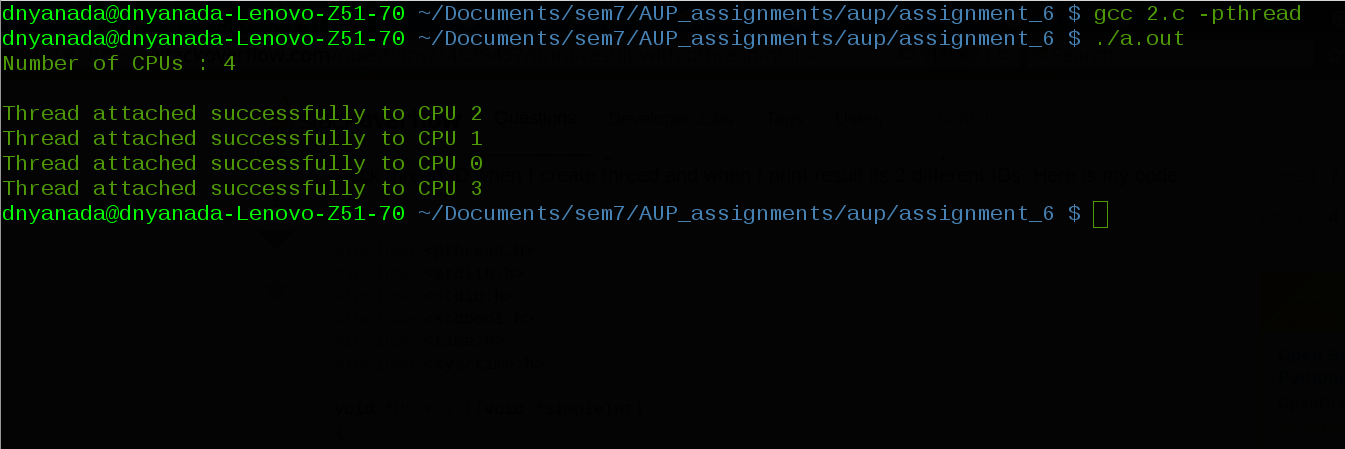 dnyanada@dnyanada-Lenovo-Z51-70 ~/Documents/sem7/AUP_assignments/aup/assignment_6 $ gcc 2.c -pthread
dnyanada@dnyanada-Lenovo-Z51-70 ~/Documents/sem7/AUP_assignments/aup/assignment_6 $ ./a.out
Number of CPUs : 4

Thread attached successfully to CPU 2
Thread attached successfully to CPU 1
Thread attached successfully to CPU 0
Thread attached successfully to CPU 3
dnyanada@dnyanada-Lenovo-Z51-70 ~/Documents/sem7/AUP_assignments/aup/assignment_6 $